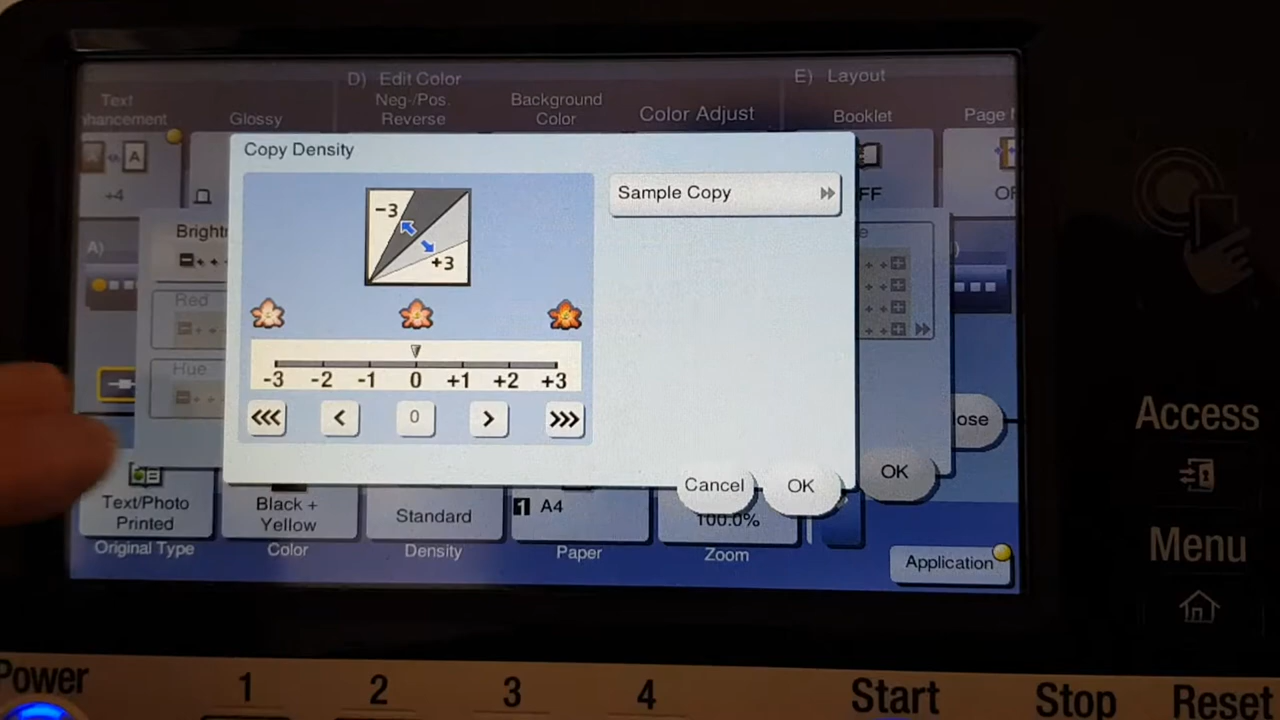 D) Edit Color
E) Layout
Text
hancement
Glossy
Neg-/Pos.
Reverse
Background
Color
Color Adjust
Booklet
Page
A
+4
FF
A)
Copy Density
-3
+3
Sample Copy
Red
Hue
-3 -2 -1 0 +1 +2 +3
<<< < 0 > >>>
ose
Cancel
OK
OK
Text/Photo
Printed
Black +
Yellow
Standard
1 A4
100.0%
Original Type
Color
Density
Paper
Zoom
Application
Access
Menu
Power
1
2
3
4
Start
Stop
Reset